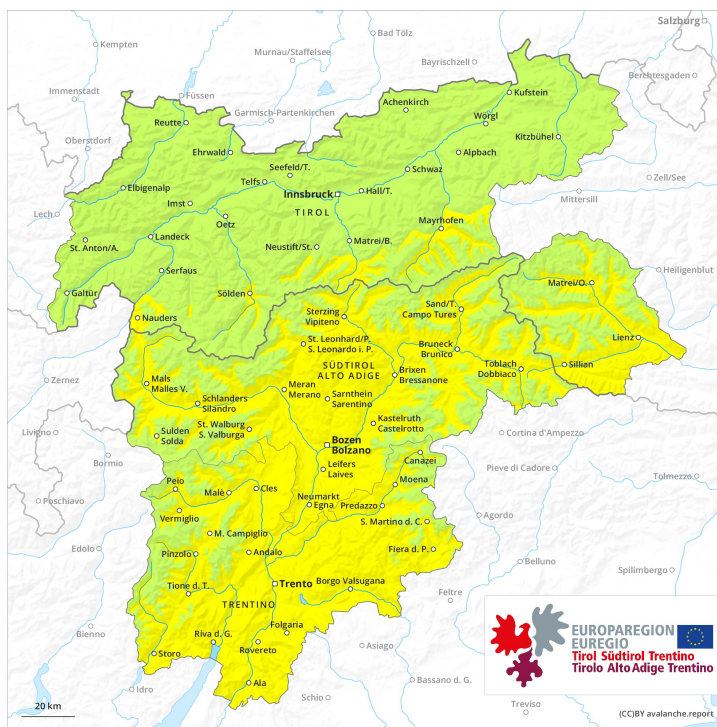 Salzburg
Bad Tölz
Kempten
Murnau/Staffelsee
Bayrischzell
Berchtesgaden
Immenstadt
Füssen
Kufstein
Achenkirch
Garmisch-Partenkirchen
Wörgl
Reutte
Oberstdorf
Kitzbühel
Ehrwald
Alpbach
Seefeld/T.
Schwaz
Zell/See
Telfs
Elbigenalp
Innsbruck
Hall/T.
Mittersill
Imst
TIROL
Lech
Oetz
Mayrhofen
Landeck
St. Anton/A.
Neustift/St.
Matrei/B.
Serfaus
Heiligenblut
Matrei/O.
Galtür
Sölden
Sand/T.
Campo Tures
Nauders
Sterzing
Vipiteno
Lienz
St. Leonhard/P.
S. Leonardo i. P.
Bruneck
Brunico
Sillian
Toblach
Dobbiaco
SÜDTIROL
ALTO ADIGE
Brixen
Bressanone
Zernez
Mals
Malles V.
Meran
Merano
Schlanders
Silandro
Sarnthein
Sarentino
St. Walburg
S. Valburga
Kastelruth
Castelrotto
Livigno
Sulden
Solda
Cortina d'Ampezzo
Bozen
Bolzano
Bormio
Canazei
Pieve di Cadore
Leifers
Laives
Tolmezzo
Peio
Moena
Poschiavo
Malè
Cles
Neumarkt
Egna
Predazzo
Vermiglio
Agordo
S. Martino d. C.
M. Campiglio
Edolo
Pinzolo
Andalo
Fiera d. P.
Belluno
Spilimbergo
Tione d. T.
Trento
Borgo Valsugana
Feltre
TRENTINO
Folgaria
Bienno
Riva d. G.
Rovereto
Asiago
Storo
Bassano d. G.
Ala
Idro
Schio
Treviso
EUROPAREGION
EUREGIO
Tirol Südtirol Trentino
Tirolo Alto Adige Trentino
20 km
(CC)BY avalanche.report